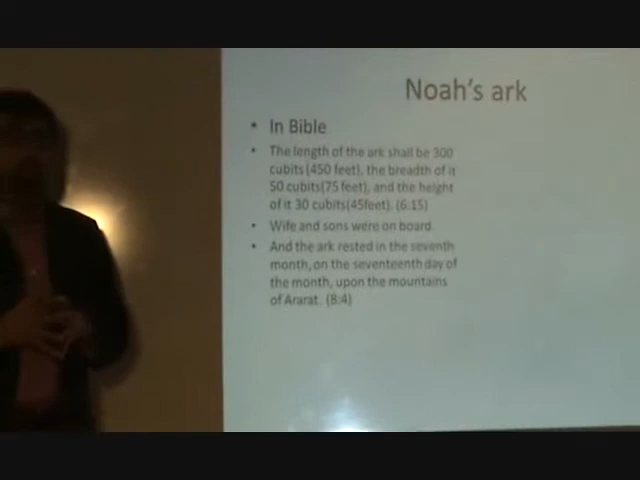 Noah's ark
• In Bible
• The length of the ark shall be 300
cubits(450 feet), the breadth of it
50 cubits(75 feet), and the height
of it 30 cubits(45feet). (6:15)
• Wife and sons were on board.
• And the ark rested in the seventh
month, on the seventeenth day of
the month, upon the mountains
of Ararat. (8:4)